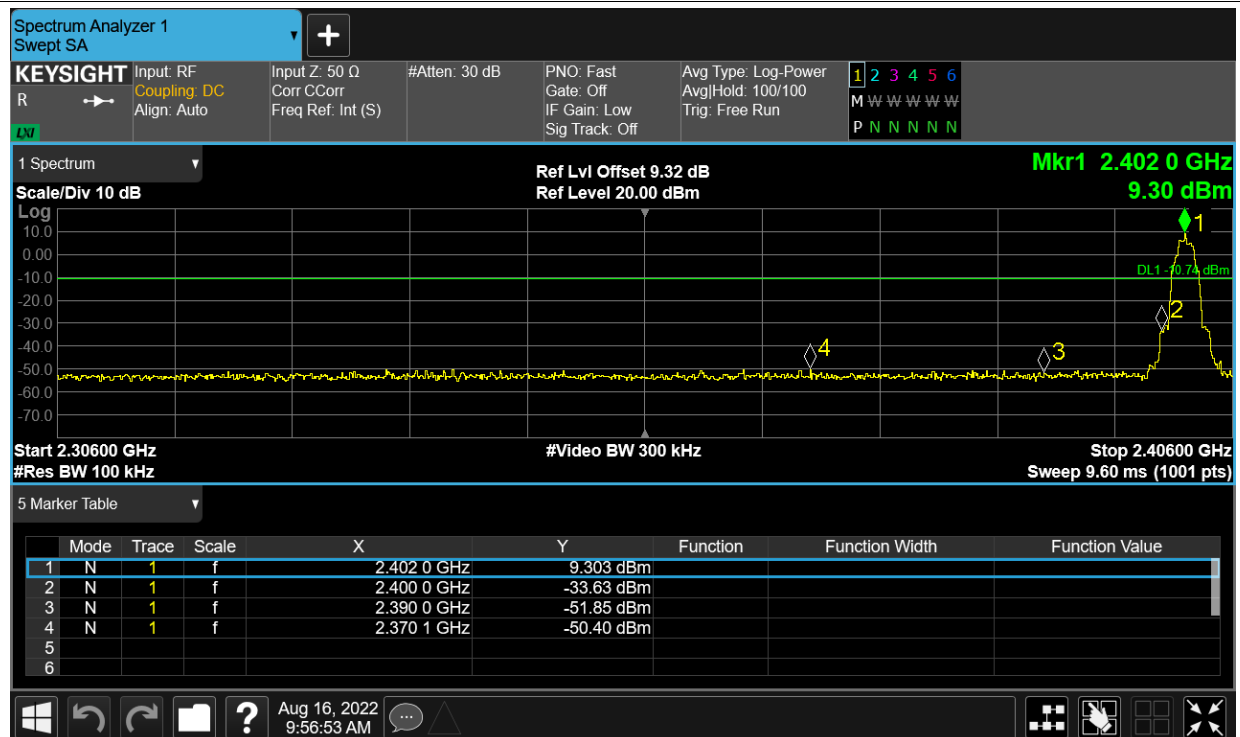 Spectrum Analyzer 1
Swept SA
KEYSIGHT Input: RF Input Z: 50 Ω #Atten: 30 dB PNO: Fast Avg Type: Log-Power 1 2 3 4 5 6
R Coupling: DC Corr CCorr Gate: Off Avg|Hold: 100/100 M W W W W W
Align: Auto Freq Ref: Int (S) IF Gain: Low Trig: Free Run
LXI Sig Track: Off P N N N N N
1 Spectrum Ref Lvl Offset 9.32 dB Mkr1 2.402 0 GHz
Scale/Div 10 dB Ref Level 20.00 dBm 9.30 dBm
Log
10.0 1
0.00
-10.0 DL1 -10.74 dBm
-20.0
-30.0 2
-40.0 4 3
-50.0
-60.0
-70.0
Start 2.30600 GHz #Video BW 300 kHz Stop 2.40600 GHz
#Res BW 100 kHz Sweep 9.60 ms (1001 pts)
5 Marker Table
Mode Trace Scale X Y Function Function Width Function Value
1 N 1 f 2.402 0 GHz 9.303 dBm
2 N 1 f 2.400 0 GHz -33.63 dBm
3 N 1 f 2.390 0 GHz -51.85 dBm
4 N 1 f 2.370 1 GHz -50.40 dBm
5
6
? Aug 16, 2022
9:56:53 AM